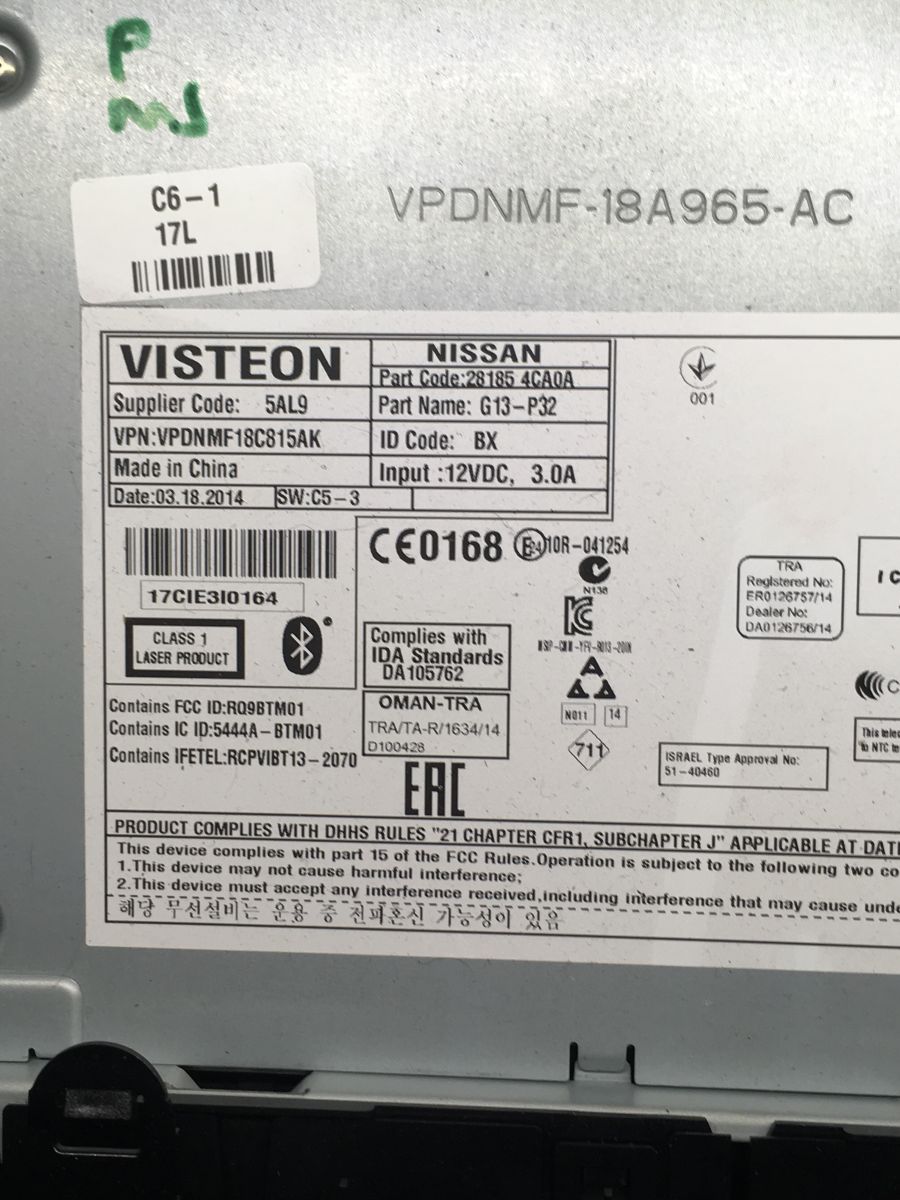 P
C6-1
17L
VPDNMF-18A965-AC
VISTEON
NISSAN
Part Code:28185 4CA0A
Supplier Code: 5AL9
Part Name: G13-P32
VPN:VPDNMF18C815AK
ID Code: BX
Made in China
Input :12VDC, 3.0A
Date:03.18.2014
SW:C5-3
001
17CIE3I0164
CE0168
E24
10R-041254
N136
CLASS 1
LASER PRODUCT
Complies with
IDA Standards
DA105762
TRA
Registered No:
ER0126757/14
Dealer No:
DA0126756/14
I C
C
Contains FCC ID:RQ9BTM01
Contains IC ID:5444A-BTM01
Contains IFETEL:RCPVIBT13-2070
OMAN-TRA
TRA/TA-R/1634/14
D100428
N011
14
711
This
to NTC
ISRAEL Type Approval No:
51-40460
EAC
PRODUCT COMPLIES WITH DHHS RULES "21 CHAPTER CFR1, SUBCHAPTER J" APPLICABLE AT
This device complies with part 15 of the FCC Rules.Operation is subject to the following two
1.This device may not cause harmful interference;
2.This device must accept any interference received,including interference that may cause
해당 무선설비는 운용 중 전파혼신 가능성이 있음